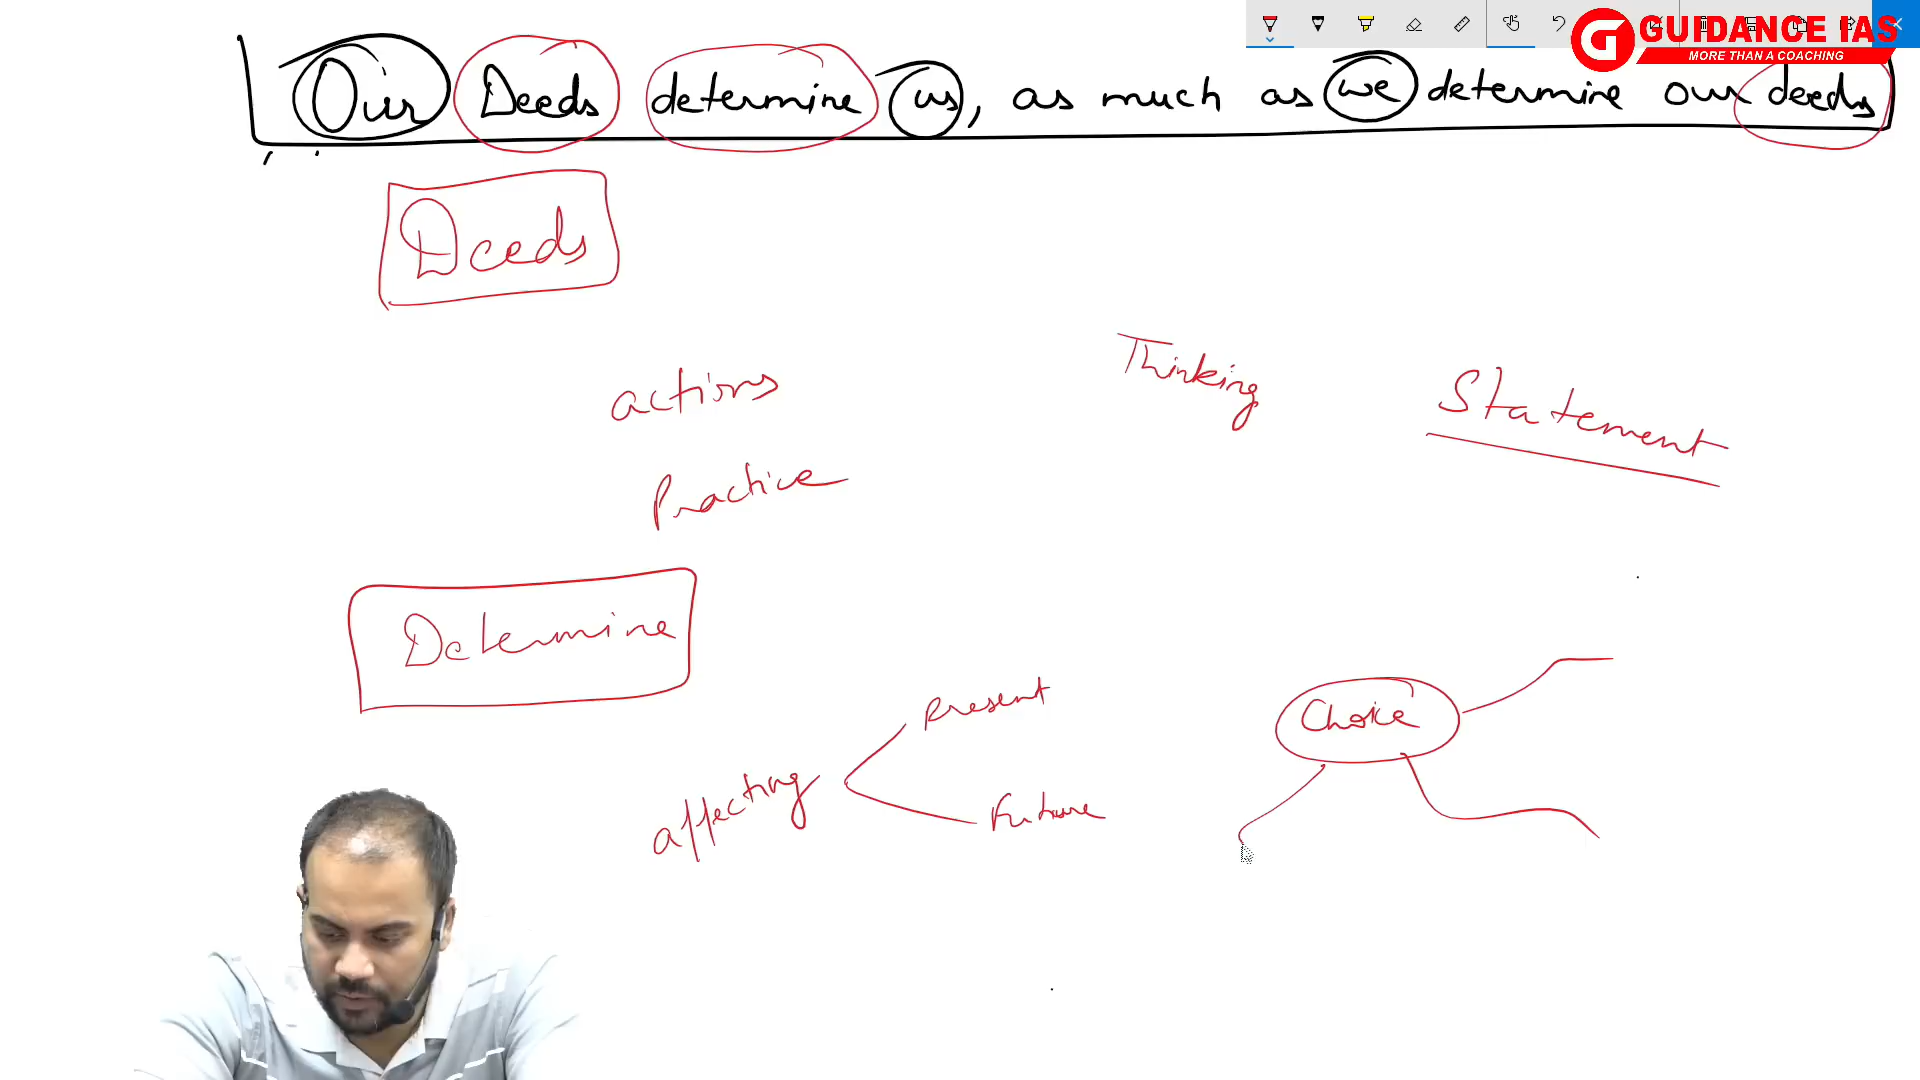 GUIDANCE IAS
MORE THAN A COACHING
Our Deeds determine us, as much as we determine our deeds
Deeds
actions
Thinking
Statement
Practice
Determine
Present
Choice
affecting
Future